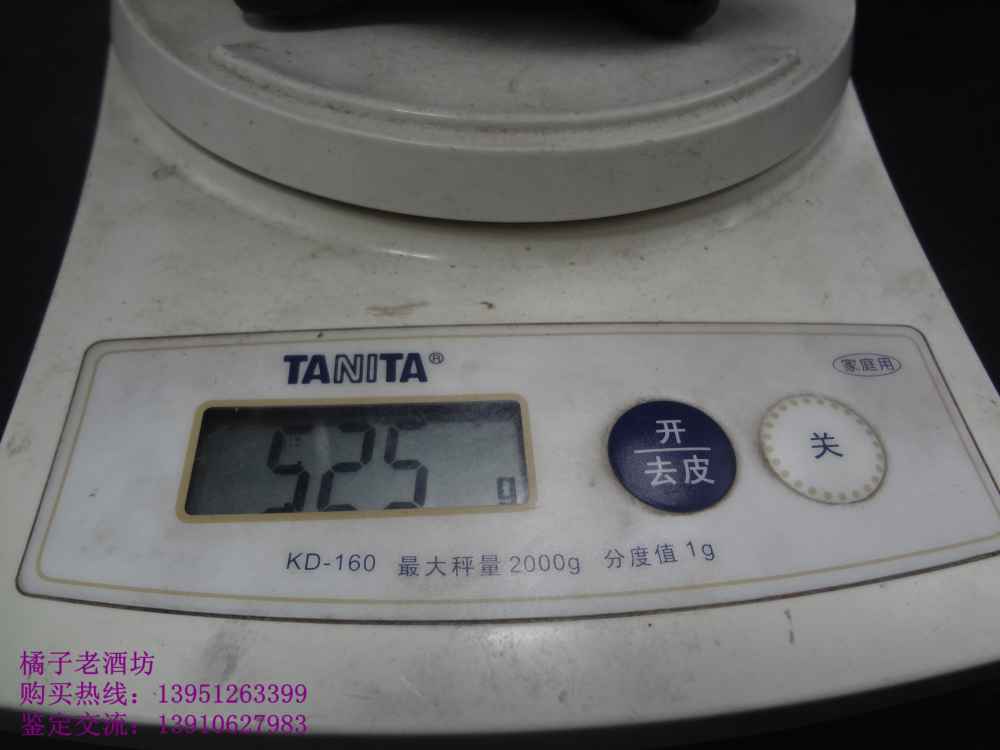 TANITA®
家庭用
525 g
开
去皮
关
KD-160 最大秤量2000g 分度值1g
橘子老酒坊
购买热线：13951263399
鉴定交流：13910627983